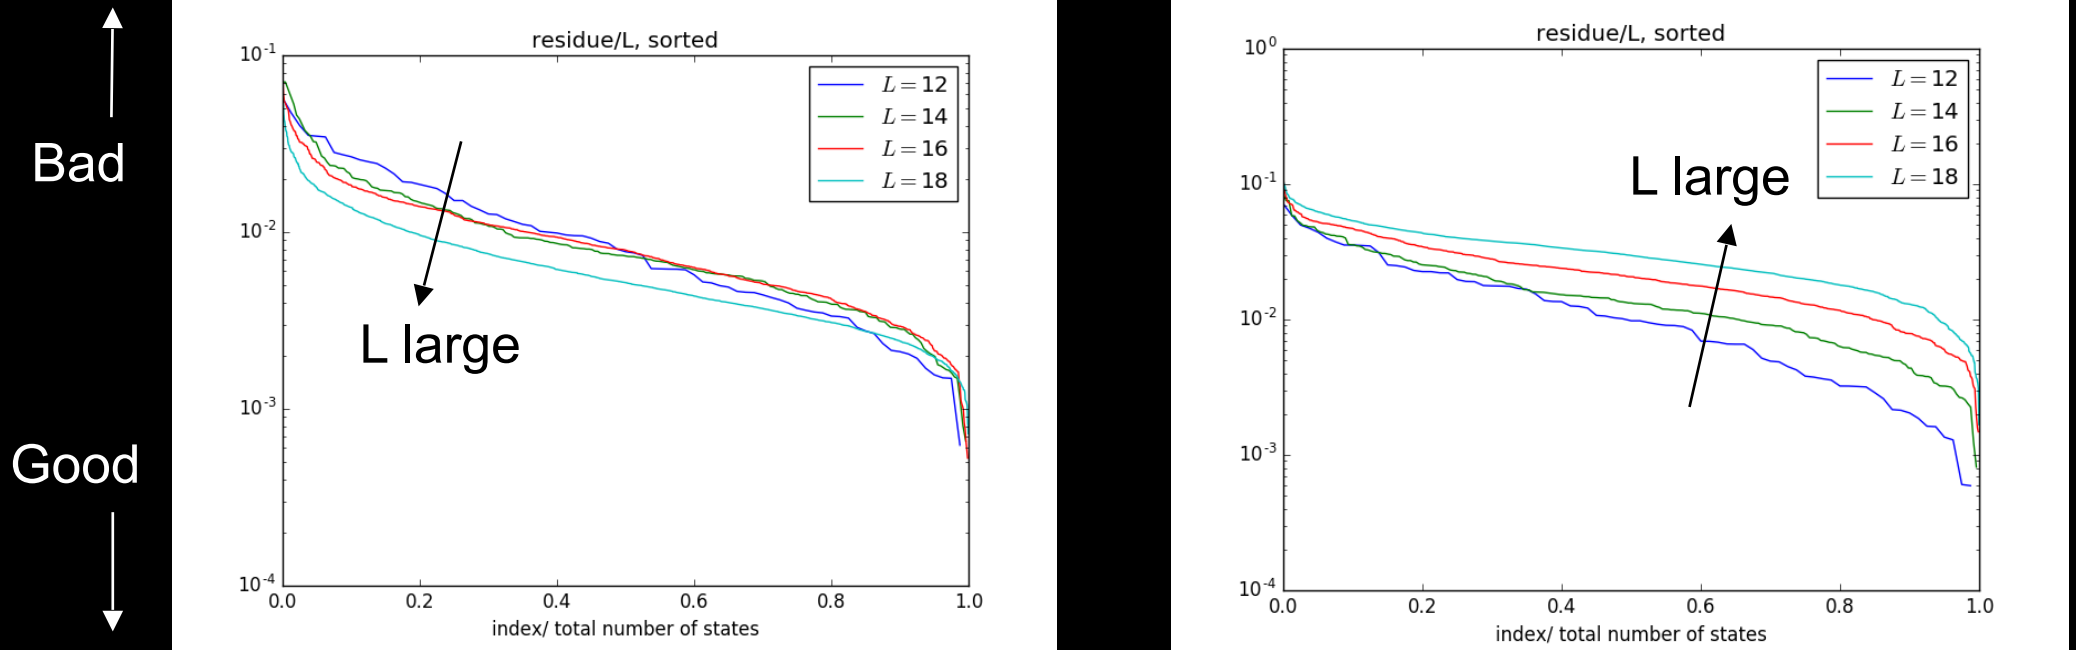 Bad
Good
residue/L, sorted
10^-1
10^-2
10^-3
10^-4
L = 12
L = 14
L = 16
L = 18
L large
0.0 0.2 0.4 0.6 0.8 1.0
index/ total number of states
residue/L, sorted
10^0
10^-1
10^-2
10^-3
10^-4
L = 12
L = 14
L = 16
L = 18
L large
0.0 0.2 0.4 0.6 0.8 1.0
index/ total number of states